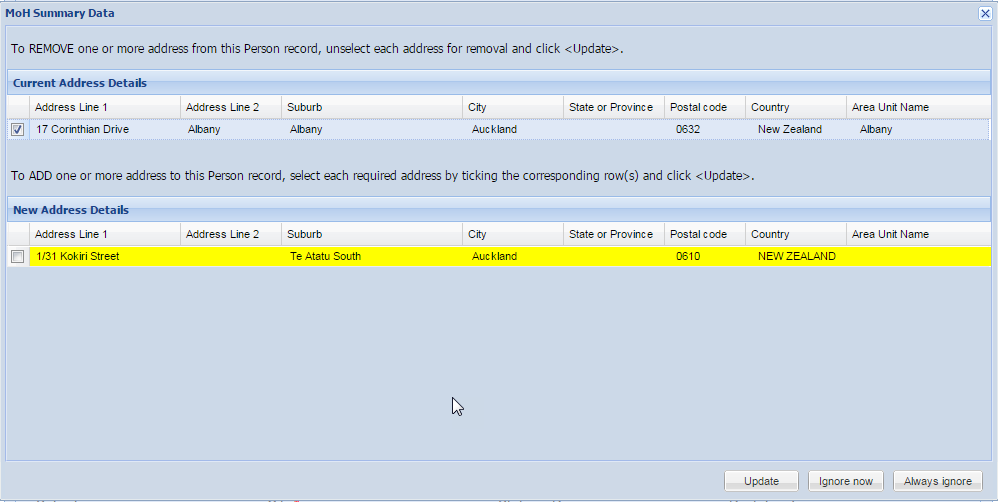 MoH Summary Data
To REMOVE one or more address from this Person record, unselect each address for removal and click <Update>.
Current Address Details
Address Line 1 Address Line 2 Suburb City State or Province Postal code Country Area Unit Name
17 Corinthian Drive Albany Albany Auckland 0632 New Zealand Albany
To ADD one or more address to this Person record, select each required address by ticking the corresponding row(s) and click <Update>.
New Address Details
Address Line 1 Address Line 2 Suburb City State or Province Postal code Country Area Unit Name
1/31 Kokiri Street Te Atatu South Auckland 0610 NEW ZEALAND
Update Ignore now Always ignore